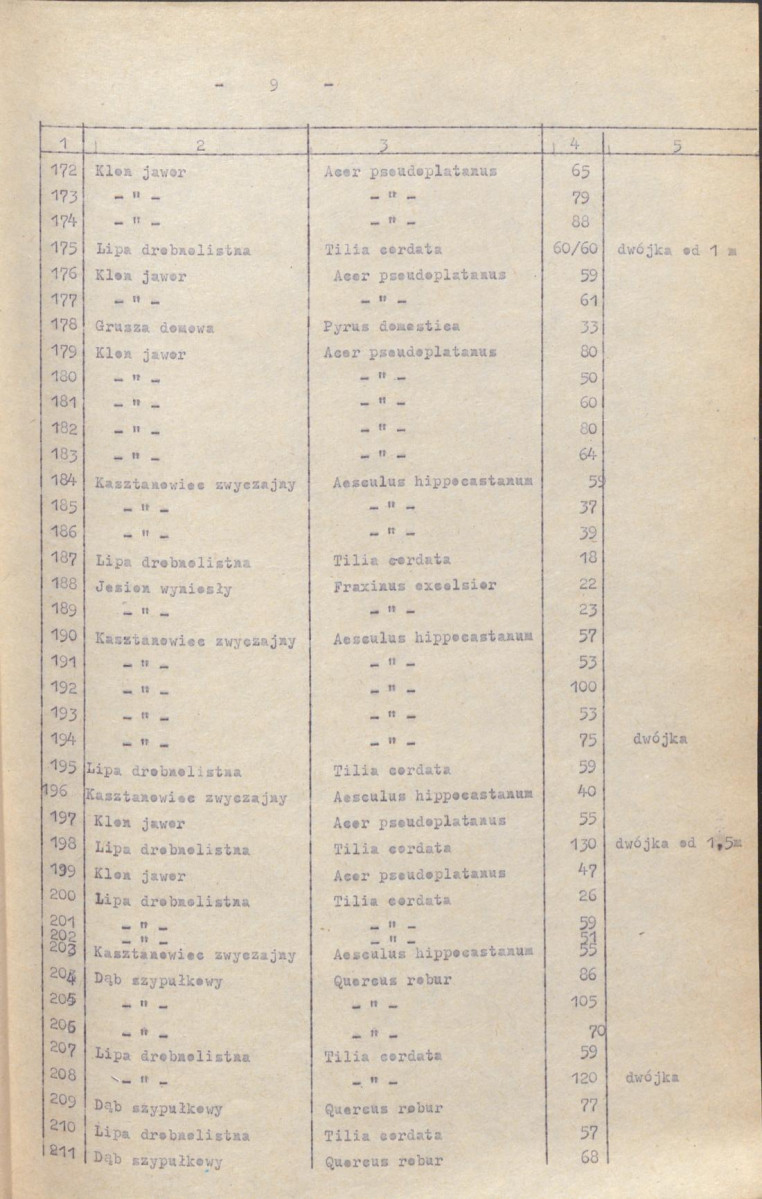 - 9 -
1 2 3 4 5
172 Klon jawor Acer pseudoplatanus 65
173 - " - - " - 79
174 - " - - " - 88
175 Lipa drobnolistna Tilia cordata 60/60 dwójka od 1 m
176 Klon jawor Acer pseudoplatanus 59
177 - " - - " - 61
178 Grusza domowa Pyrus domestica 33
179 Klon jawor Acer pseudoplatanus 80
180 - " - - " - 50
181 - " - - " - 60
182 - " - - " - 80
183 - " - - " - 64
184 Kasztanowiec zwyczajny Aesculus hippocastanum 59
185 - " - - " - 37
186 - " - - " - 39
187 Lipa drobnolistna Tilia cordata 18
188 Jesion wyniosły Fraxinus excelsior 22
189 - " - - " - 23
190 Kasztanowiec zwyczajny Aesculus hippocastanum 57
191 - " - - " - 53
192 - " - - " - 100
193 - " - - " - 53
194 - " - - " - 75 dwójka
195 Lipa drobnolistna Tilia cordata 59
196 Kasztanowiec zwyczajny Aesculus hippocastanum 40
197 Klon jawor Acer pseudoplatanus 55
198 Lipa drobnolistna Tilia cordata 130 dwójka od 1,5m
199 Klon jawor Acer pseudoplatanus 47
200 Lipa drobnolistna Tilia cordata 26
201 - " - - " - 59
202 - " - - " - 51
203 Kasztanowiec zwyczajny Aesculus hippocastanum 55
204 Dąb szypułkowy Quercus robur 86
205 - " - - " - 105
206 - " - - " - 70
207 Lipa drobnolistna Tilia cordata 59
208 - " - - " - 120 dwójka
209 Dąb szypułkowy Quercus robur 77
210 Lipa drobnolistna Tilia cordata 57
211 Dąb szypułkowy Quercus robur 68